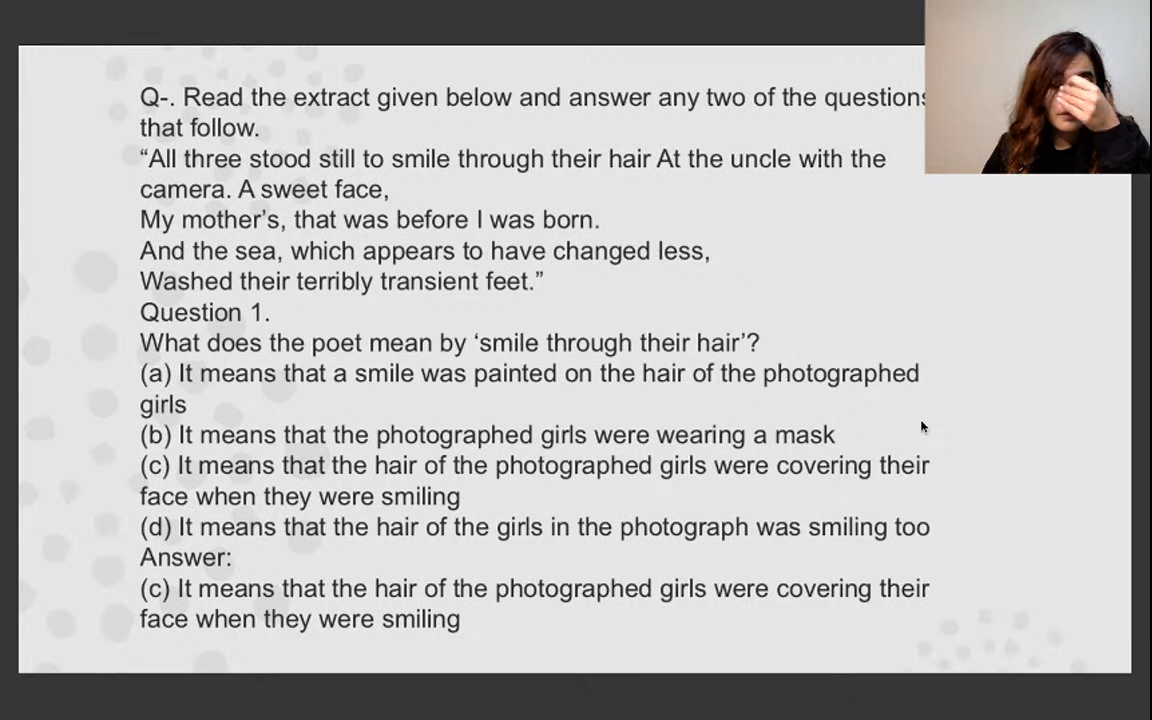 Q-. Read the extract given below and answer any two of the questions
that follow.
“All three stood still to smile through their hair At the uncle with the
camera. A sweet face,
My mother’s, that was before I was born.
And the sea, which appears to have changed less,
Washed their terribly transient feet.”
Question 1.
What does the poet mean by ‘smile through their hair’?
(a) It means that a smile was painted on the hair of the photographed
girls
(b) It means that the photographed girls were wearing a mask
(c) It means that the hair of the photographed girls were covering their
face when they were smiling
(d) It means that the hair of the girls in the photograph was smiling too
Answer:
(c) It means that the hair of the photographed girls were covering their
face when they were smiling